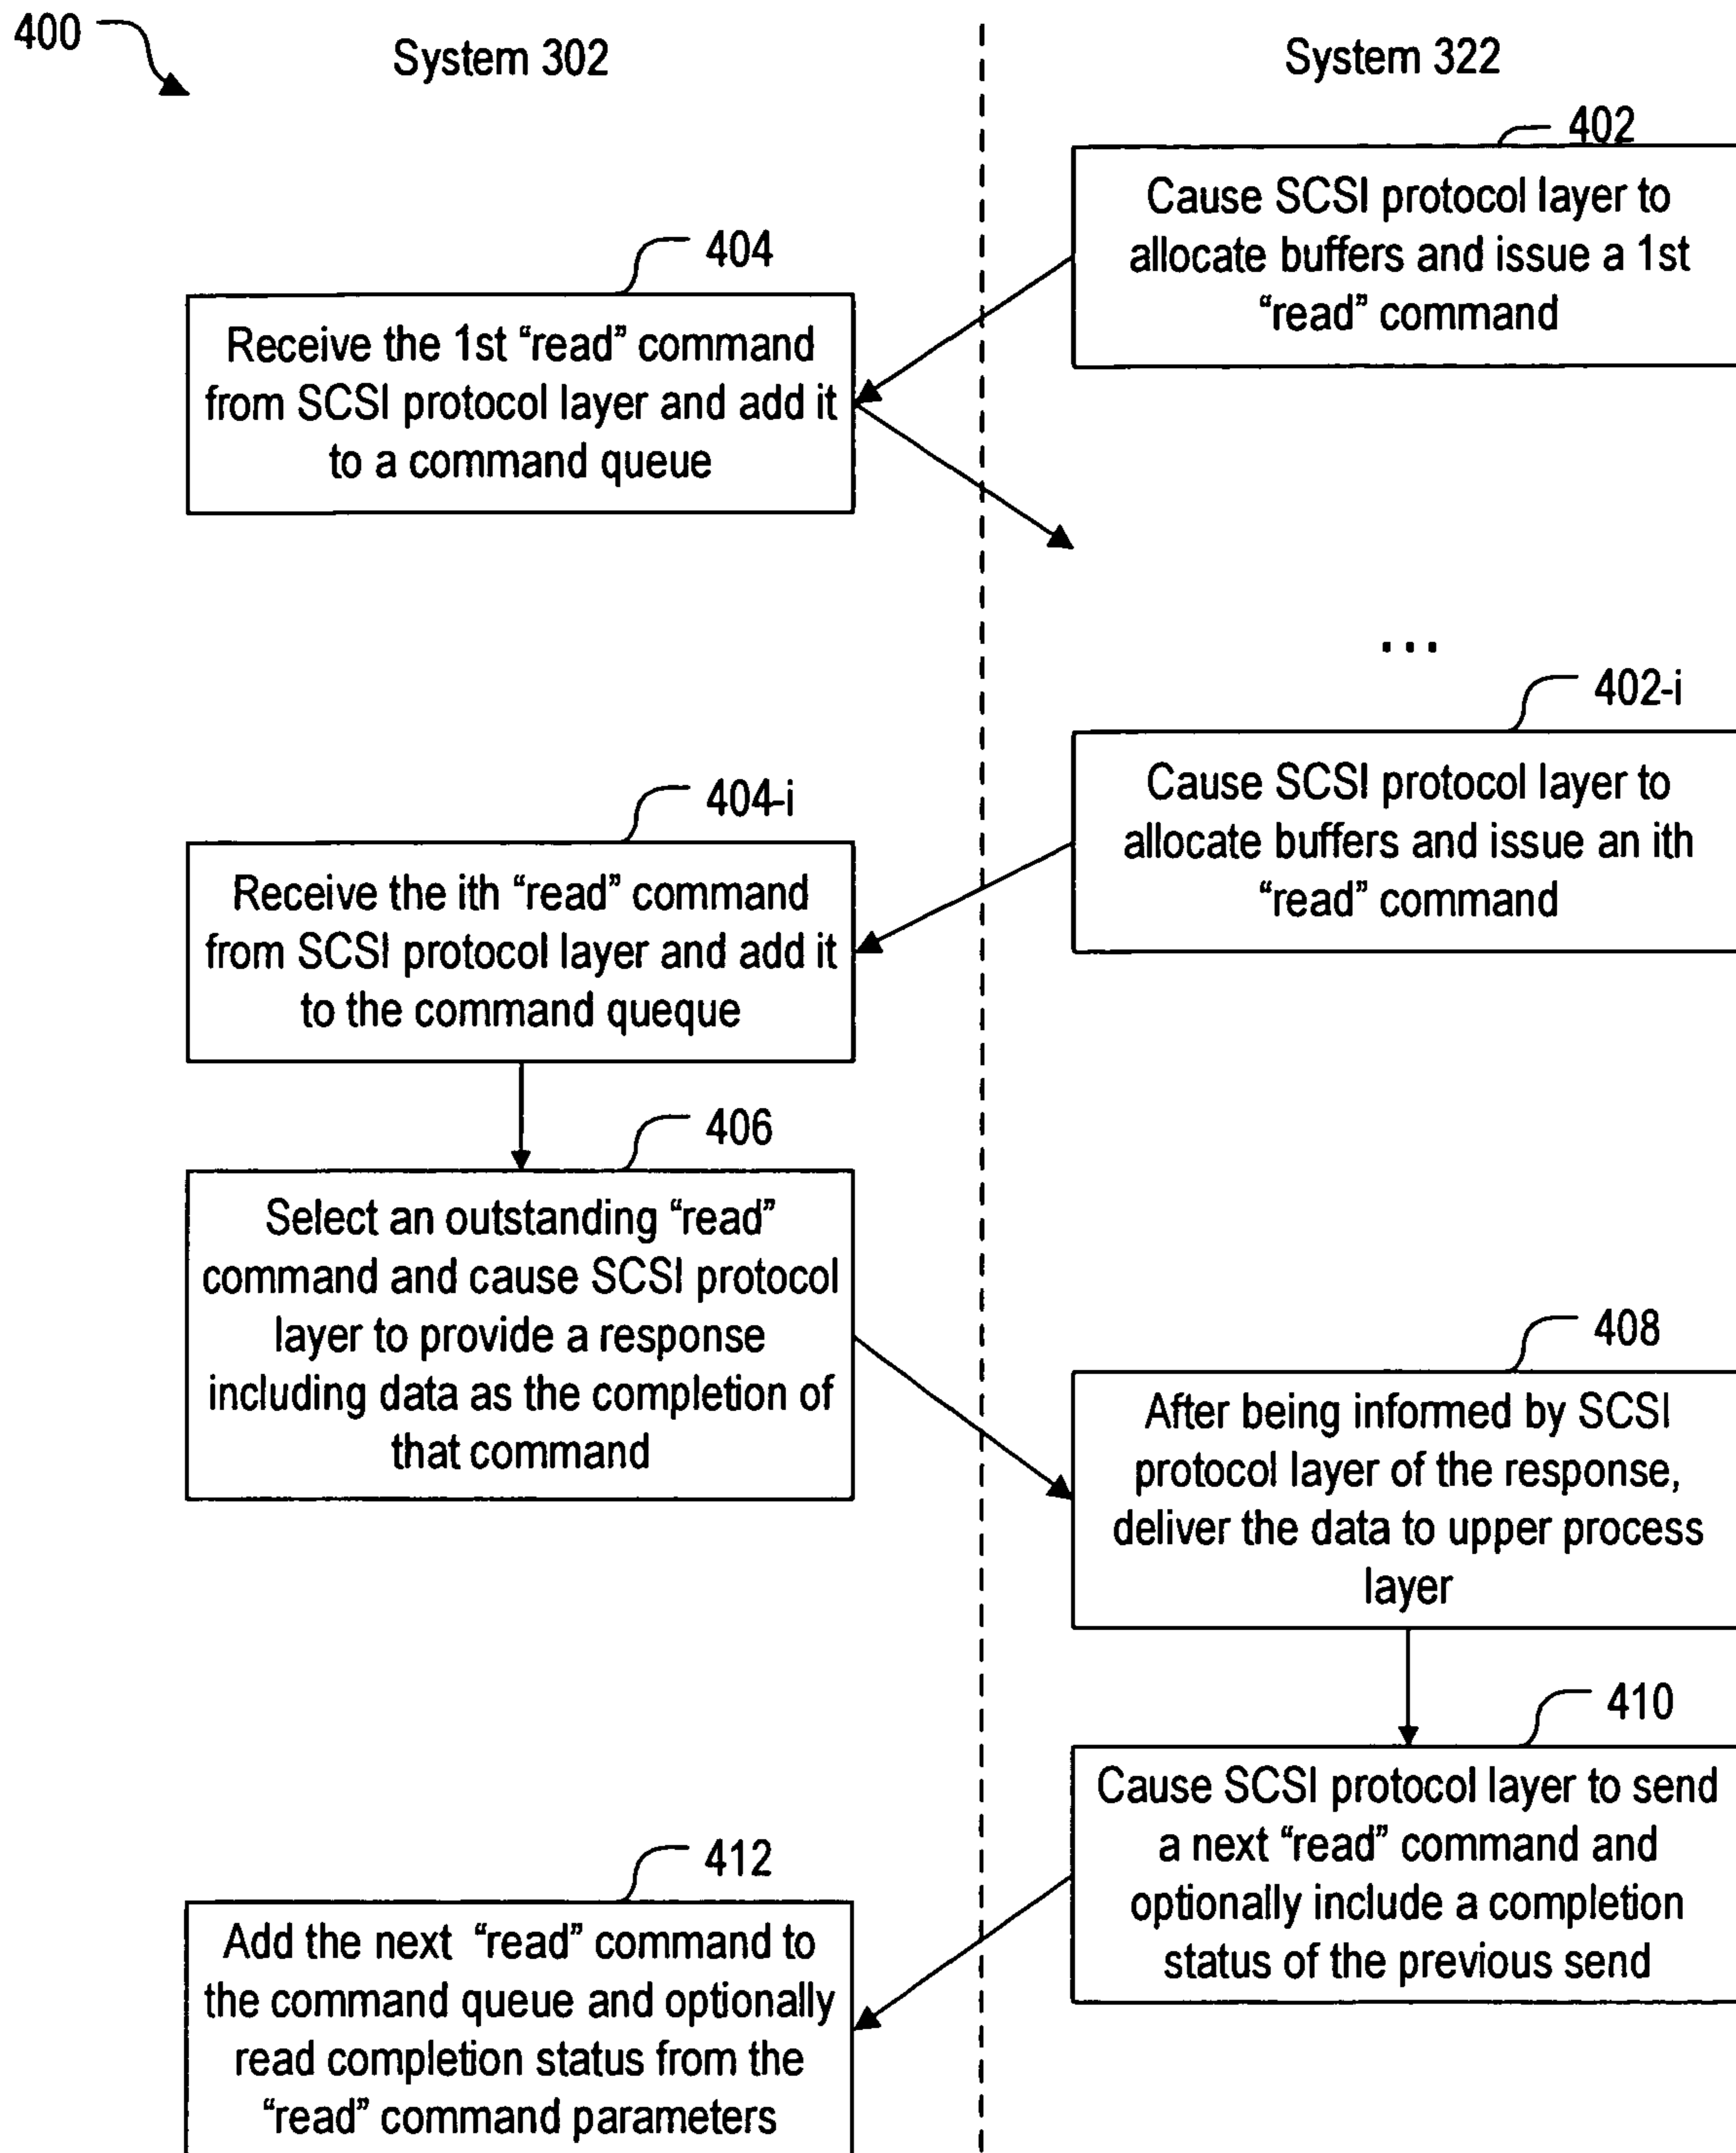 400
System 302
System 322
402
Cause SCSI protocol layer to
allocate buffers and issue a 1st
“read” command
404
Receive the 1st “read” command
from SCSI protocol layer and add it
to a command queue
...
402-i
Cause SCSI protocol layer to
allocate buffers and issue an ith
“read” command
404-i
Receive the ith “read” command
from SCSI protocol layer and add it
to the command queque
406
Select an outstanding “read”
command and cause SCSI protocol
layer to provide a response
including data as the completion of
that command
408
After being informed by SCSI
protocol layer of the response,
deliver the data to upper process
layer
410
Cause SCSI protocol layer to send
a next “read” command and
optionally include a completion
status of the previous send
412
Add the next “read” command to
the command queue and optionally
read completion status from the
“read” command parameters